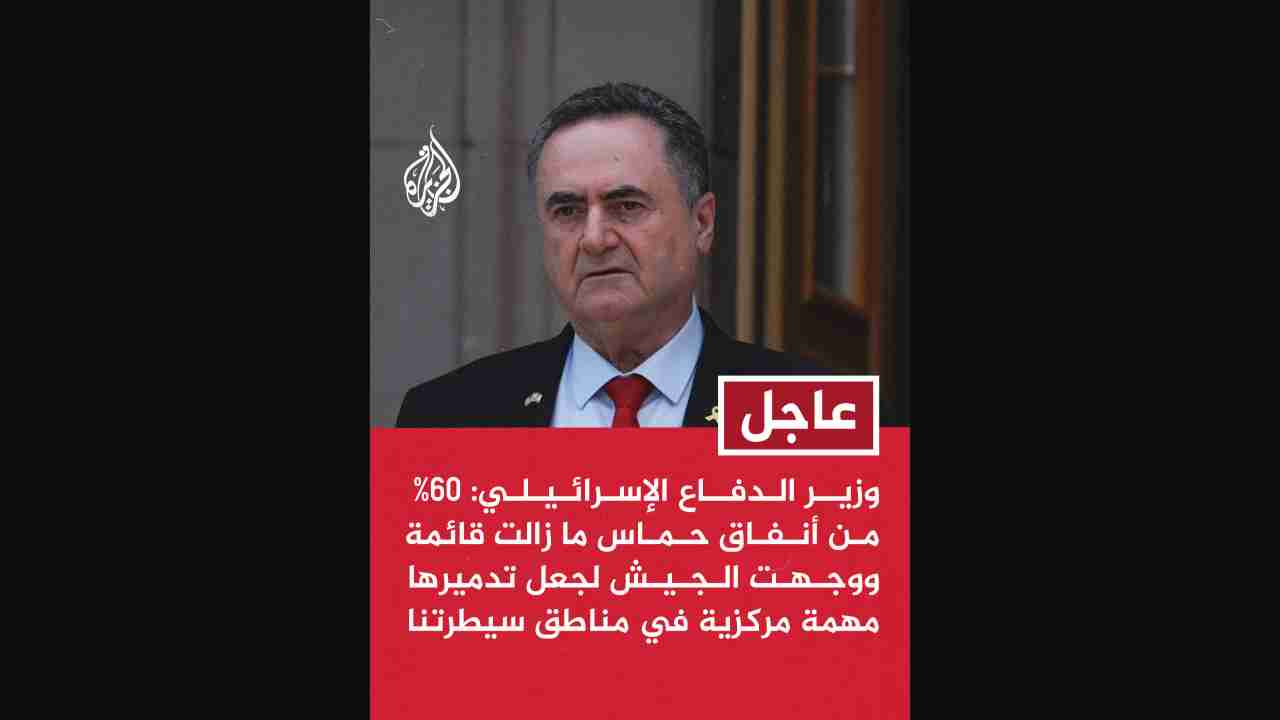 الجزيرة
عاجل
وزير الدفاع الإسرائيلي: 60%
من أنفاق حماس ما زالت قائمة
ووجهت الجيش لجعل تدميرها
مهمة مركزية في مناطق سيطرتنا